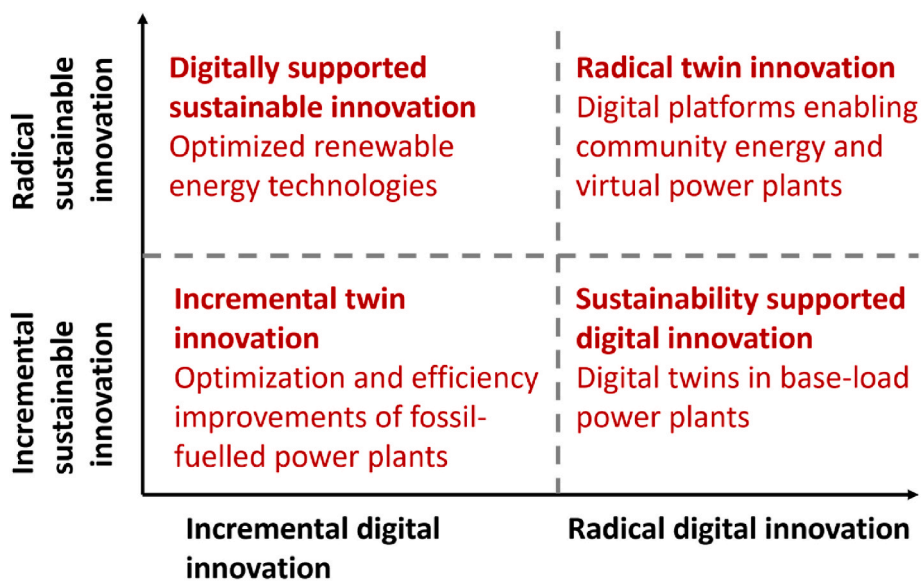 Radical
sustainable
innovation
Digitally supported
sustainable innovation
Optimized renewable
energy technologies
Radical twin innovation
Digital platforms enabling
community energy and
virtual power plants
Incremental
sustainable
innovation
Incremental twin
innovation
Optimization and efficiency
improvements of fossil-
fuelled power plants
Sustainability supported
digital innovation
Digital twins in base-load
power plants
Incremental digital
innovation
Radical digital innovation